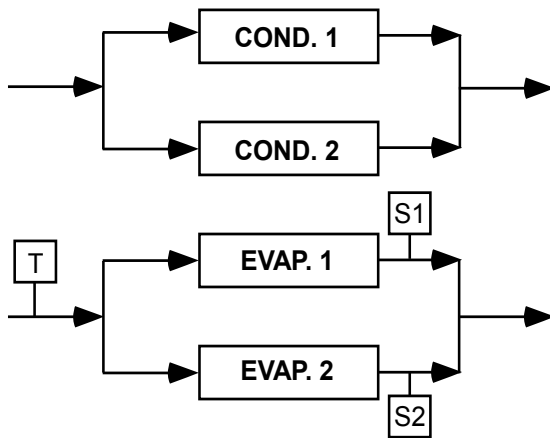 COND. 1
COND. 2
S1
T
EVAP. 1
EVAP. 2
S2